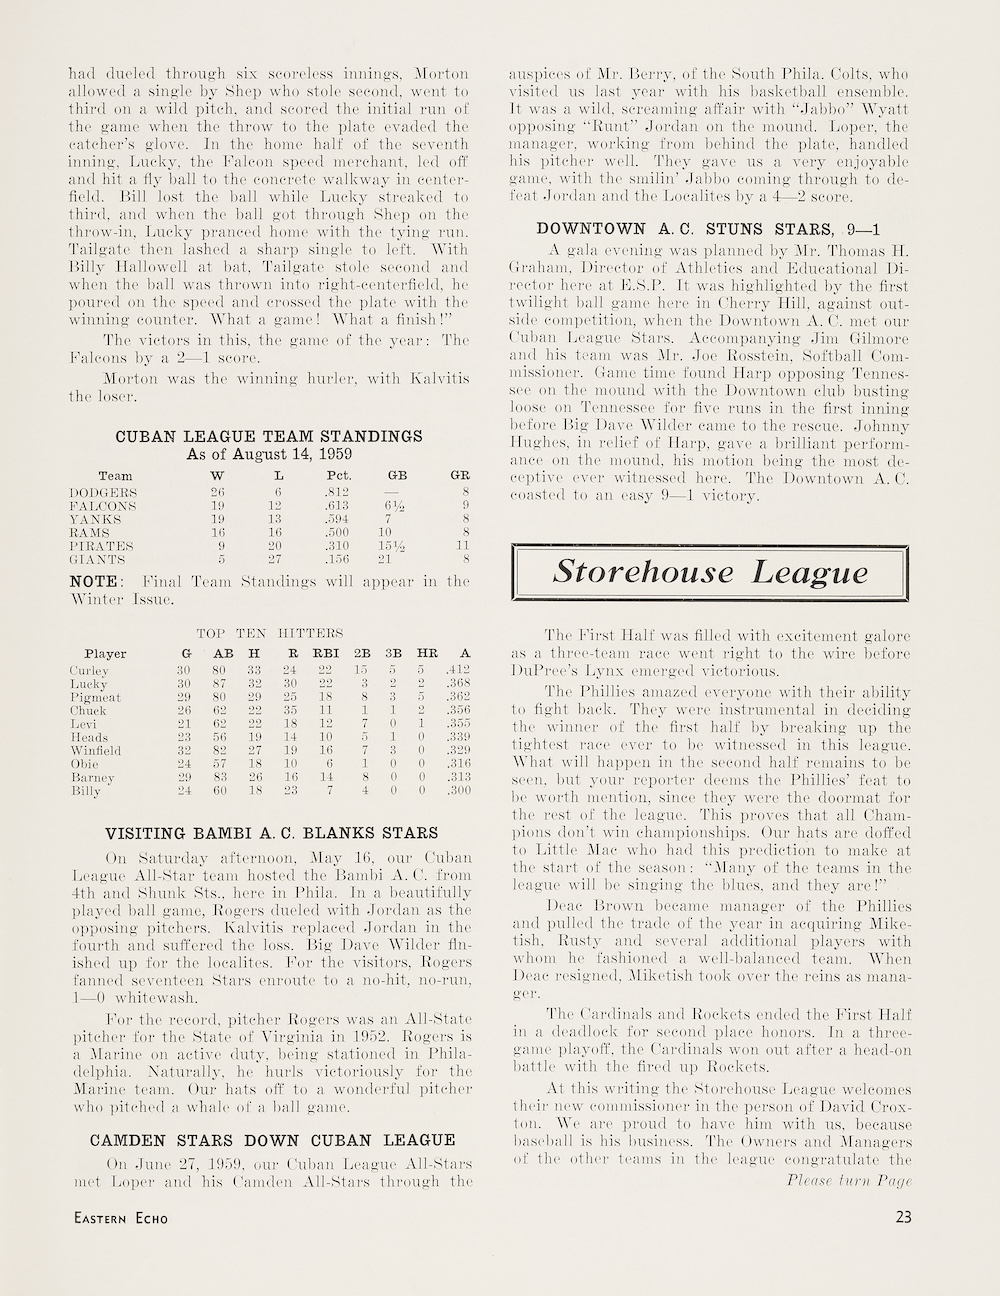 had dueled through six scoreless innings, Morton
allowed a single by Shep who stole second, went to
third on a wild pitch, and scored the initial run of
the game when the throw to the plate evaded the
catcher's glove. In the home half of the seventh
inning, Lucky, the Falcon speed merchant, led off
and hit a fly ball to the concrete walkway in center-
field. Bill lost the ball while Lucky streaked to
third, and when the ball got through Shep on the
throw-in, Lucky pranced home with the tying run.
Tailgate then lashed a sharp single to left. With
Billy Hallowell at bat, Tailgate stole second and
when the ball was thrown into right-centerfield, he
poured on the speed and crossed the plate with the
winning counter. What a game! What a finish!"
The victors in this, the game of the year: The
Falcons by a 2—1 score.
Morton was the winning hurler, with Kalvitis
the loser.
CUBAN LEAGUE TEAM STANDINGS
As of August 14, 1959
Team W L Pct. GB GR
DODGERS 26 6 .812 — 8
FALCONS 19 12 .613 6½ 9
YANKS 19 13 .594 7 8
RAMS 16 16 .500 10 8
PIRATES 9 20 .310 15½ 11
GIANTS 5 27 .156 21 8
NOTE: Final Team Standings will appear in the
Winter Issue.
TOP TEN HITTERS
Player G AB H R RBI 2B 3B HR A
Curley 30 80 33 24 22 15 5 5 .412
Lucky 30 87 32 30 22 3 2 2 .368
Pigmeat 29 80 29 25 18 8 3 5 .362
Chuck 26 62 22 35 11 1 1 2 .356
Levi 21 62 22 18 12 7 0 1 .355
Heads 23 56 19 14 10 5 1 0 .339
Winfield 32 82 27 19 16 7 3 0 .329
Obie 24 57 18 10 6 1 0 0 .316
Barney 29 83 26 16 14 8 0 0 .313
Billy 24 60 18 23 7 4 0 0 .300
VISITING BAMBI A. C. BLANKS STARS
On Saturday afternoon, May 16, our Cuban
League All-Star team hosted the Bambi A. C. from
4th and Shunk Sts., here in Phila. In a beautifully
played ball game, Rogers dueled with Jordan as the
opposing pitchers. Kalvitis replaced Jordan in the
fourth and suffered the loss. Big Dave Wilder fin-
ished up for the localites. For the visitors, Rogers
fanned seventeen Stars enroute to a no-hit, no-run,
1—0 whitewash.
For the record, pitcher Rogers was an All-State
pitcher for the State of Virginia in 1952. Rogers is
a Marine on active duty, being stationed in Phila-
delphia. Naturally, he hurls victoriously for the
Marine team. Our hats off to a wonderful pitcher
who pitched a whale of a ball game.
CAMDEN STARS DOWN CUBAN LEAGUE
On June 27, 1959, our Cuban League All-Stars
met Loper and his Camden All-Stars through the
auspices of Mr. Berry, of the South Phila. Colts, who
visited us last year with his basketball ensemble.
It was a wild, screaming affair with "Jabbo" Wyatt
opposing "Runt" Jordan on the mound. Loper, the
manager, working from behind the plate, handled
his pitcher well. They gave us a very enjoyable
game, with the smilin' Jabbo coming through to de-
feat Jordan and the Localites by a 4—2 score.
DOWNTOWN A. C. STUNS STARS, 9—1
A gala evening was planned by Mr. Thomas H.
Graham, Director of Athletics and Educational Di-
rector here at E.S.P. It was highlighted by the first
twilight ball game here in Cherry Hill, against out-
side competition, when the Downtown A. C. met our
Cuban League Stars. Accompanying Jim Gilmore
and his team was Mr. Joe Rosstein, Softball Com-
missioner. Game time found Harp opposing Tennes-
see on the mound with the Downtown club busting
loose on Tennessee for five runs in the first inning
before Big Dave Wilder came to the rescue. Johnny
Hughes, in relief of Harp, gave a brilliant perform-
ance on the mound, his motion being the most de-
ceptive ever witnessed here. The Downtown A. C.
coasted to an easy 9—1 victory.
Storehouse League
The First Half was filled with excitement galore
as a three-team race went right to the wire before
DuPree's Lynx emerged victorious.
The Phillies amazed everyone with their ability
to fight back. They were instrumental in deciding
the winner of the first half by breaking up the
tightest race ever to be witnessed in this league.
What will happen in the second half remains to be
seen, but your reporter deems the Phillies' feat to
be worth mention, since they were the doormat for
the rest of the league. This proves that all Cham-
pions don't win championships. Our hats are doffed
to Little Mac who had this prediction to make at
the start of the season: "Many of the teams in the
league will be singing the blues, and they are!"
Deac Brown became manager of the Phillies
and pulled the trade of the year in acquiring Mike-
tish, Rusty and several additional players with
whom he fashioned a well-balanced team. When
Deac resigned, Miketish took over the reins as mana-
ger.
The Cardinals and Rockets ended the First Half
in a deadlock for second place honors. In a three-
game playoff, the Cardinals won out after a head-on
battle with the fired up Rockets.
At this writing the Storehouse League welcomes
their new commissioner in the person of David Crox-
ton. We are proud to have him with us, because
baseball is his business. The Owners and Managers
of the other teams in the league congratulate the
Please turn Page
EASTERN ECHO
23